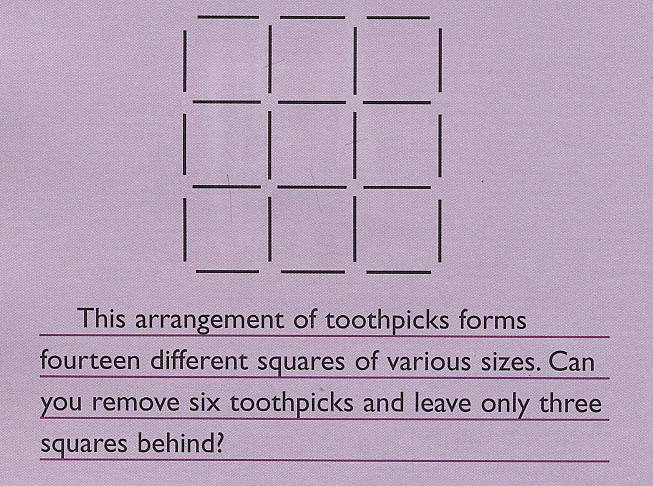 This arrangement of toothpicks forms
fourteen different squares of various sizes. Can
you remove six toothpicks and leave only three
squares behind?